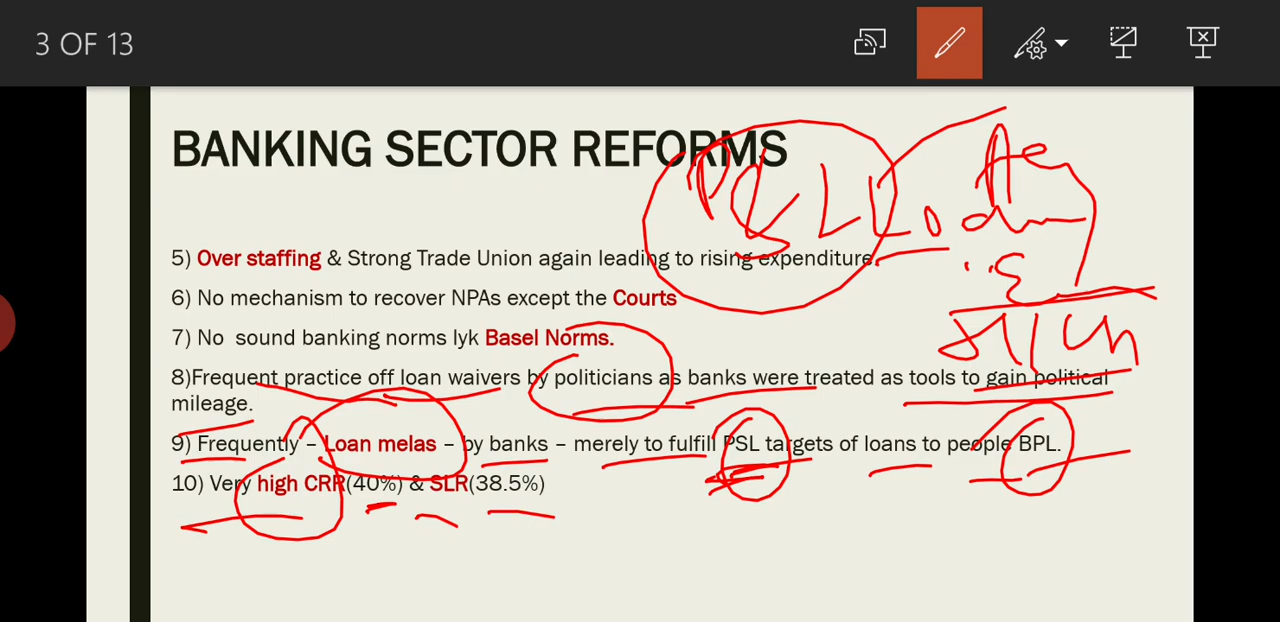 3 OF 13
BANKING SECTOR REFORMS
5) Over staffing & Strong Trade Union again leading to rising expenditure.
6) No mechanism to recover NPAs except the Courts
7) No sound banking norms lyk Basel Norms.
8)Frequent practice off loan waivers by politicians as banks were treated as tools to gain political
mileage.
9) Frequently – Loan melas – by banks – merely to fulfill PSL targets of loans to people BPL.
10) Very high CRR(40%) & SLR(38.5%)
PSL